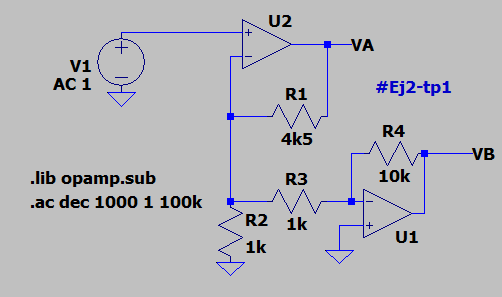 U2
VA
V1
AC 1
R1
4k5
#Ej2-tp1
R4
10k
VB
.lib opamp.sub
.ac dec 1000 1 100k
R3
1k
R2
1k
U1